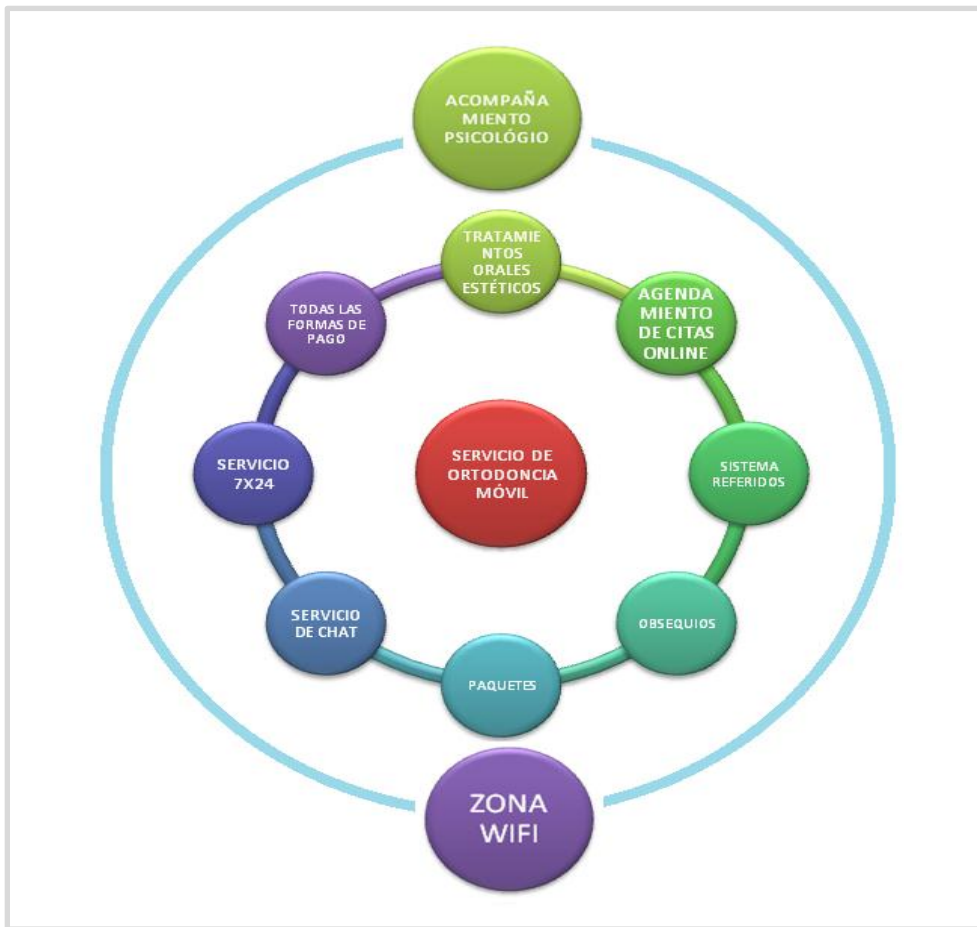 ACOMPAÑA
MIENTO
PSICOLÓGIO
TRATAMIE
NTOS
ORALES
ESTÉTICOS
AGENDA
MIENTO
DE CITAS
ONLINE
SISTEMA
REFERIDOS
OBSEQUIOS
PAQUETES
SERVICIO
DE CHAT
SERVICIO
7X24
TODAS LAS
FORMAS DE
PAGO
SERVICIO DE
ORTODONCIA
MÓVIL
ZONA
WIFI